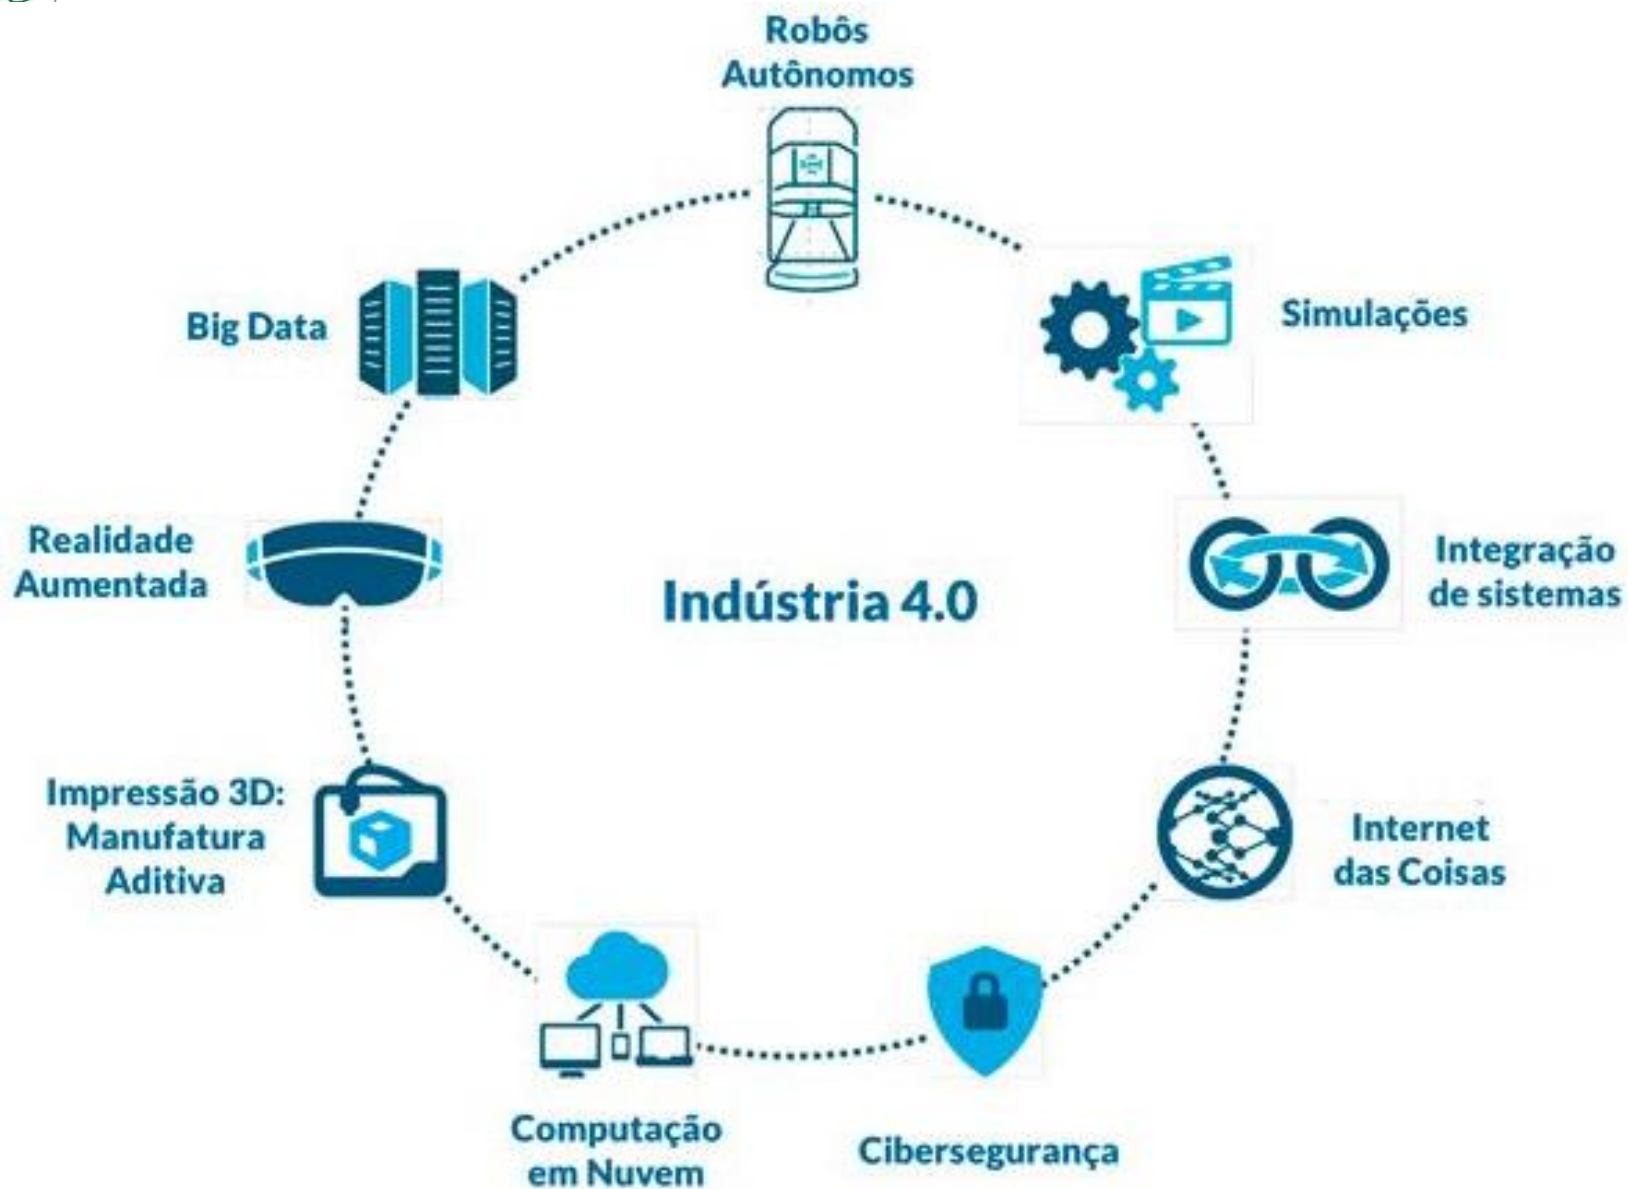 Robôs
Autônomos
Big Data
Simulações
Realidade
Aumentada
Indústria 4.0
Integração
de sistemas
Impressão 3D:
Manufatura
Aditiva
Internet
das Coisas
Computação
em Nuvem
Cibersegurança